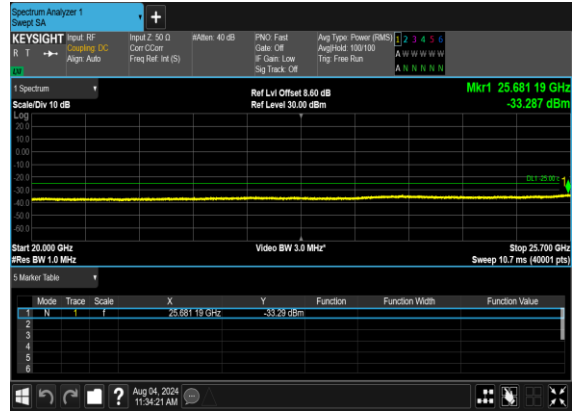 Spectrum Analyzer 1
Swept SA
+
KEYSIGHT Input: RF Input Z: 50 Ω #Atten: 40 dB PNO: Fast Avg Type: Power (RMS) 1 2 3 4 5 6
R T Coupling: DC Corr CCorr Gate: Off Avg|Hold: 100/100 A W W W W W
Align: Auto Freq Ref: Int (S) IF Gain: Low Trig: Free Run
Sig Track: Off A N N N N N
1 Spectrum Ref Lvl Offset 8.60 dB Mkr1 25.681 19 GHz
Scale/Div 10 dB Ref Level 30.00 dBm -33.287 dBm
Log
20.0
10.0
0.00
-10.0
-20.0
DL1 -25.00 1
-30.0
-40.0
-50.0
-60.0
Start 20.000 GHz Video BW 3.0 MHz* Stop 25.700 GHz
#Res BW 1.0 MHz Sweep 10.7 ms (40001 pts)
5 Marker Table
Mode Trace Scale X Y Function Function Width Function Value
1 N 1 f 25.681 19 GHz -33.29 dBm
2
3
4
5
6
? Aug 04, 2024
11:34:21 AM